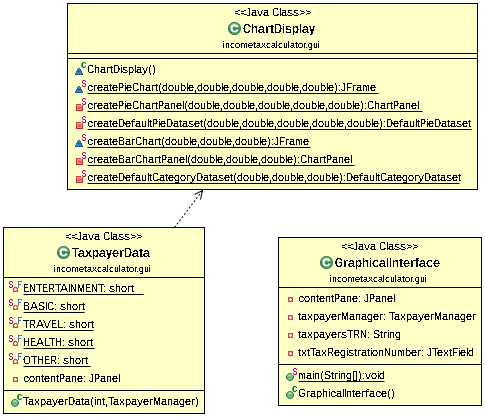 <<Java Class>>
ChartDisplay
incometaxcalculator.gui
ChartDisplay()
createPieChart(double,double,double,double,double):JFrame
createPieChartPanel(double,double,double,double,double):ChartPanel
createDefaultPieDataset(double,double,double,double,double):DefaultPieDataset
createBarChart(double,double,double):JFrame
createBarChartPanel(double,double,double):ChartPanel
createDefaultCategoryDataset(double,double,double):DefaultCategoryDataset
<<Java Class>>
TaxpayerData
incometaxcalculator.gui
ENTERTAINMENT: short
BASIC: short
TRAVEL: short
HEALTH: short
OTHER: short
contentPane: JPanel
TaxpayerData(int,TaxpayerManager)
<<Java Class>>
GraphicalInterface
incometaxcalculator.gui
contentPane: JPanel
taxpayerManager: TaxpayerManager
taxpayersTRN: String
txtTaxRegistrationNumber: JTextField
main(String[]):void
GraphicalInterface()